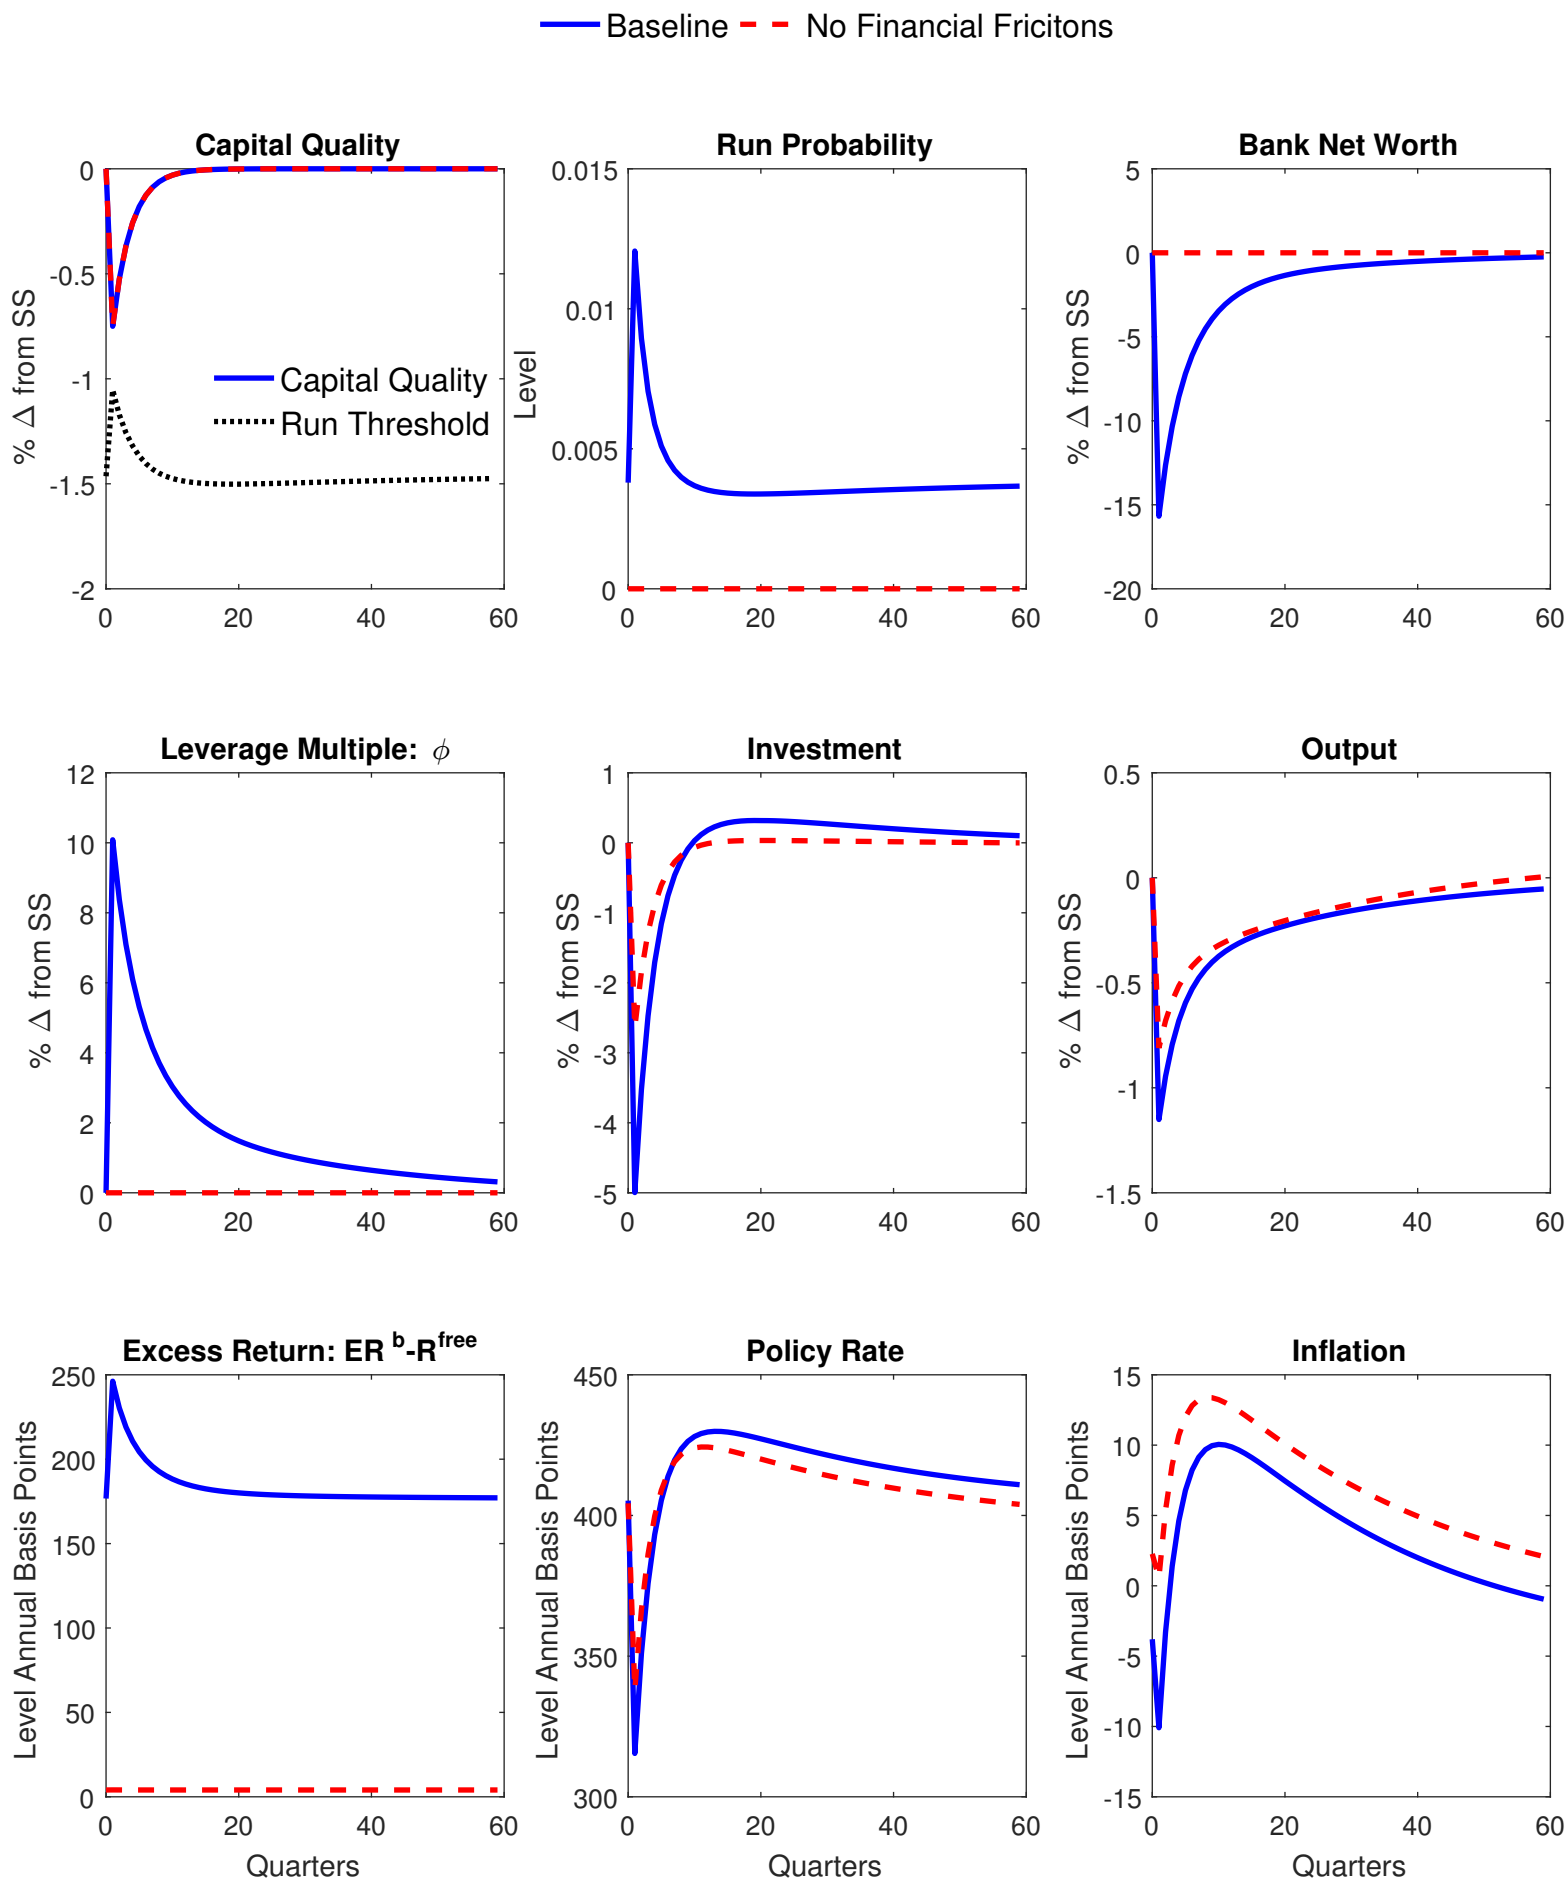 Baseline No Financial Fricitons
Capital Quality
0
-0.5
-1
-1.5
-2
0 20 40 60
% Δ from SS
Capital Quality
Run Threshold
Run Probability
0.015
0.01
0.005
0
0 20 40 60
Level
Bank Net Worth
5
0
-5
-10
-15
-20
0 20 40 60
% Δ from SS
Leverage Multiple: ϕ
12
10
8
6
4
2
0
0 20 40 60
% Δ from SS
Investment
1
0
-1
-2
-3
-4
-5
0 20 40 60
% Δ from SS
Output
0.5
0
-0.5
-1
-1.5
0 20 40 60
% Δ from SS
Excess Return: ER b-Rfree
250
200
150
100
50
0
0 20 40 60
Level Annual Basis Points
Quarters
Policy Rate
450
400
350
300
0 20 40 60
Level Annual Basis Points
Quarters
Inflation
15
10
5
0
-5
-10
-15
0 20 40 60
Level Annual Basis Points
Quarters